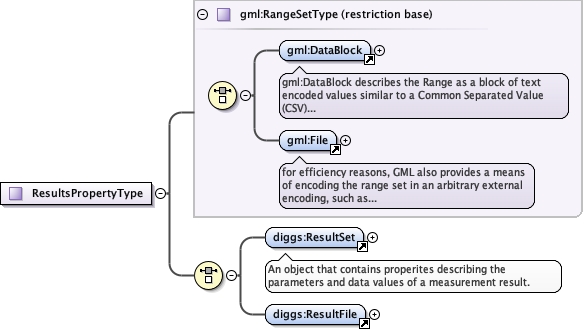 gml:RangeSetType (restriction base)
gml:DataBlock
gml:DataBlock describes the Range as a block of text
encoded values similar to a Common Separated Value
(CSV)...
gml:File
for efficiency reasons, GML also provides a means
of encoding the range set in an arbitrary external
encoding, such as...
ResultsPropertyType
diggs:ResultSet
An object that contains properites describing the
parameters and data values of a measurement result.
diggs:ResultFile